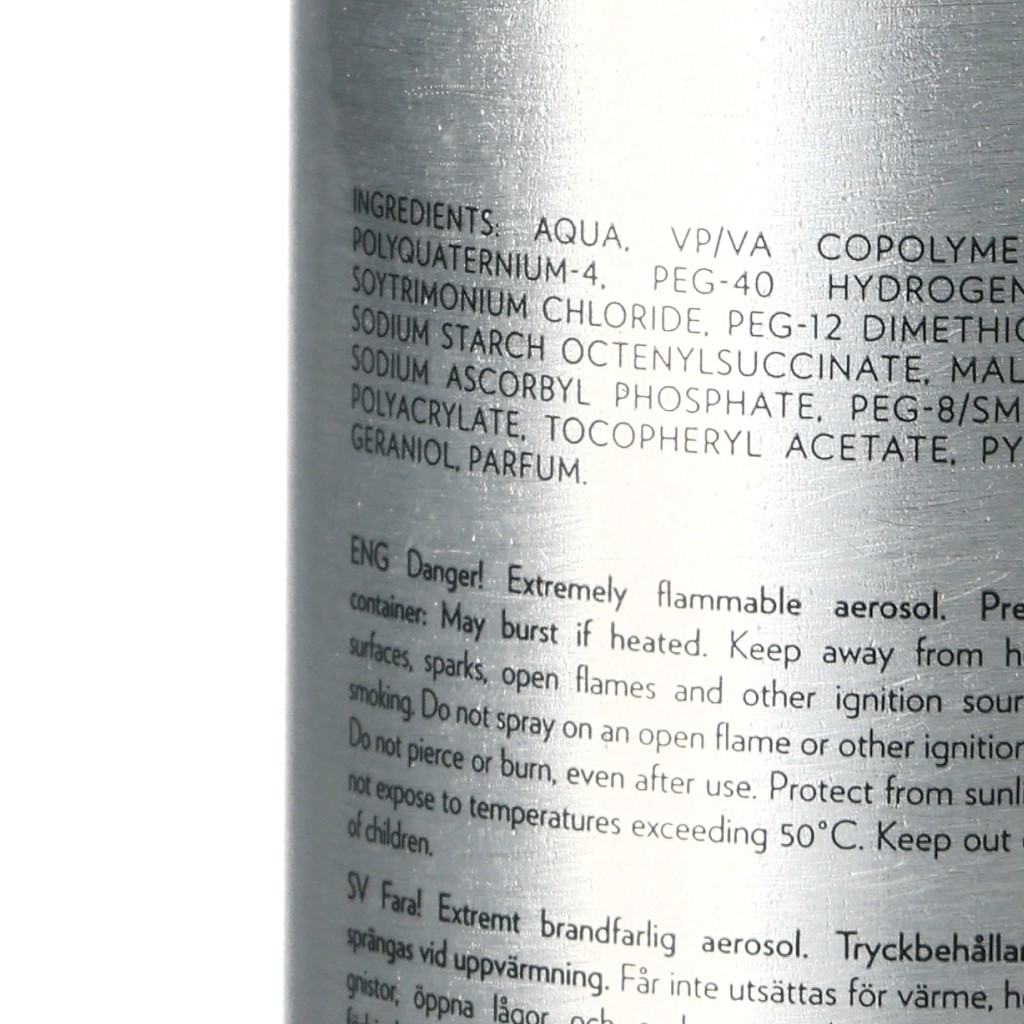 INGREDIENTS: AQUA, VP/VA COPOLYME
POLYQUATERNIUM-4, PEG-40 HYDROGEN
SOYTRIMONIUM CHLORIDE, PEG-12 DIMETHIC
SODIUM STARCH OCTENYLSUCCINATE, MAL
SODIUM ASCORBYL PHOSPHATE, PEG-8/SM
POLYACRYLATE, TOCOPHERYL ACETATE, PY
GERANIOL, PARFUM.
ENG Danger! Extremely flammable aerosol. Pre
container: May burst if heated. Keep away from h
surfaces, sparks, open flames and other ignition sour
smoking. Do not spray on an open flame or other ignition
Do not pierce or burn, even after use. Protect from sunli
not expose to temperatures exceeding 50°C. Keep out
of children.
SV Fara! Extremt brandfarlig aerosol. Tryckbehållar
sprängas vid uppvärmning. Får inte utsättas för värme, h
gnistor, öppna lågor och